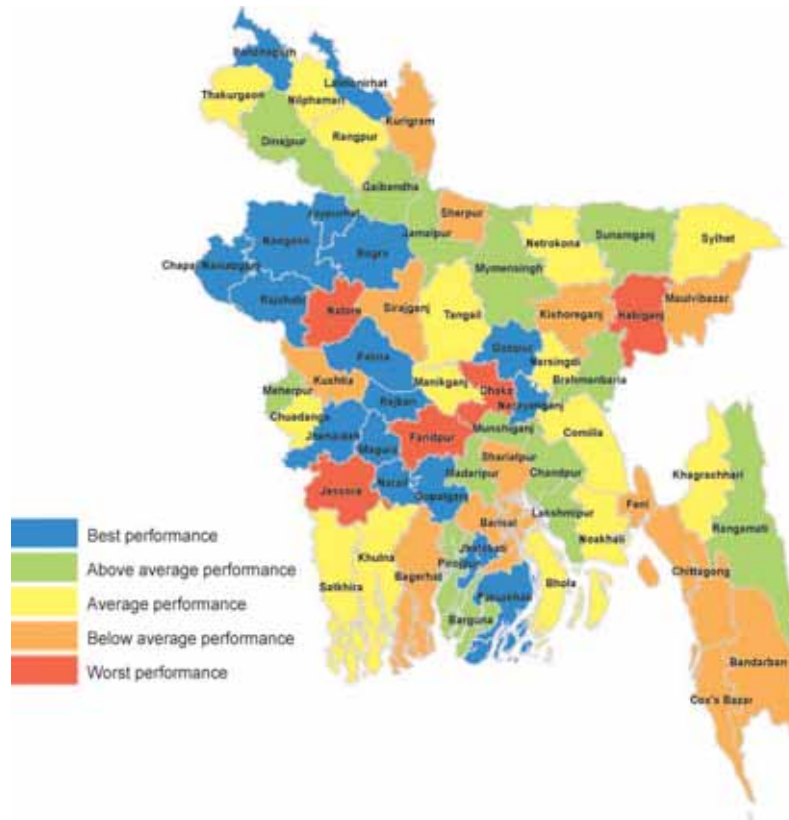 Panchagarh
Lalmonirhat
Thakurgaon
Nilphamari
Kurigram
Rangpur
Dinajpur
Gaibandha
Joypurhat
Sherpur
Jamalpur
Netrokona
Sunamganj
Sylhet
Naogaon
Bogra
Mymensingh
Chapai Nawabganj
Maulvibazar
Rajshahi
Natore
Sirajganj
Tangail
Kishoreganj
Habiganj
Gazipur
Pabna
Narsingdi
Kushtia
Manikganj
Dhaka
Brahmanbaria
Meherpur
Rajbari
Narayanganj
Chuadanga
Munshiganj
Jhenaidah
Faridpur
Comilla
Magura
Shariatpur
Madaripur
Chandpur
Khagrachhari
Jessore
Narail
Gopalganj
Feni
Lakshmipur
Rangamati
Barisal
Noakhali
Best performance
Jhalokati
Khulna
Pirojpur
Chittagong
Above average performance
Satkhira
Bagerhat
Bhola
Patuakhali
Average performance
Barguna
Below average performance
Bandarban
Worst performance
Cox's Bazar